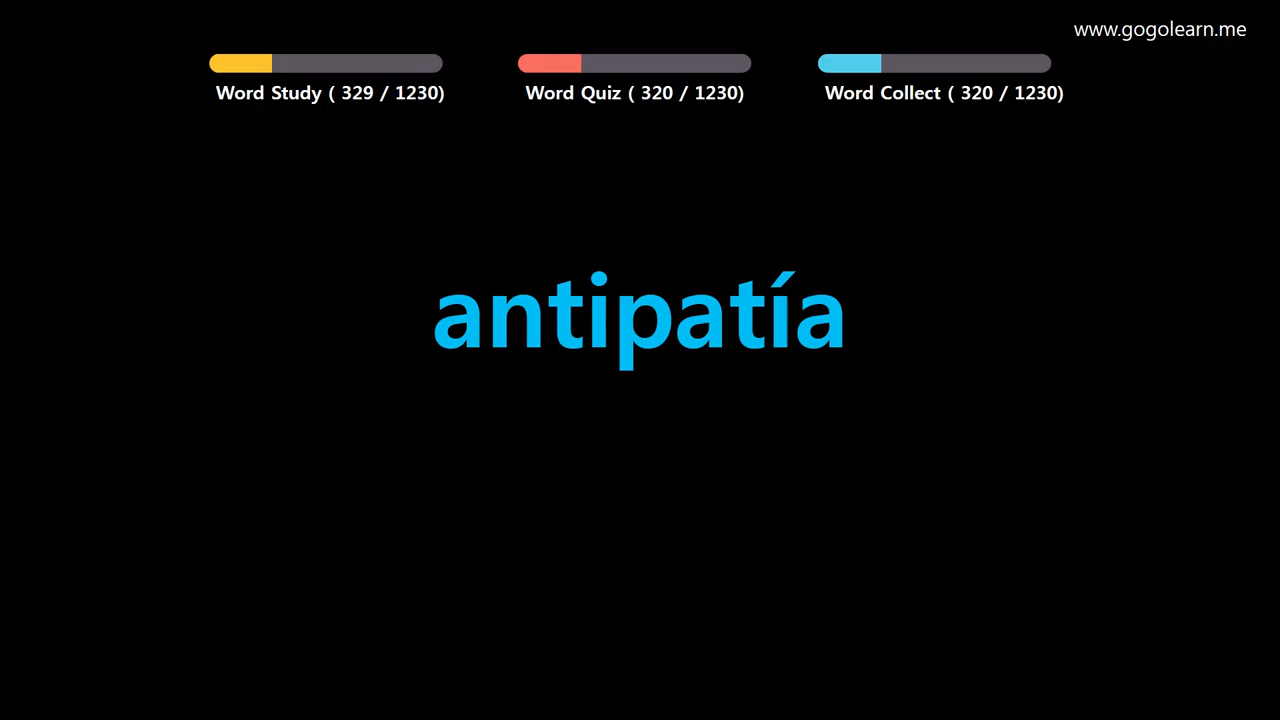 www.gogolearn.me
Word Study ( 329 / 1230)
Word Quiz ( 320 / 1230)
Word Collect ( 320 / 1230)
antipatía